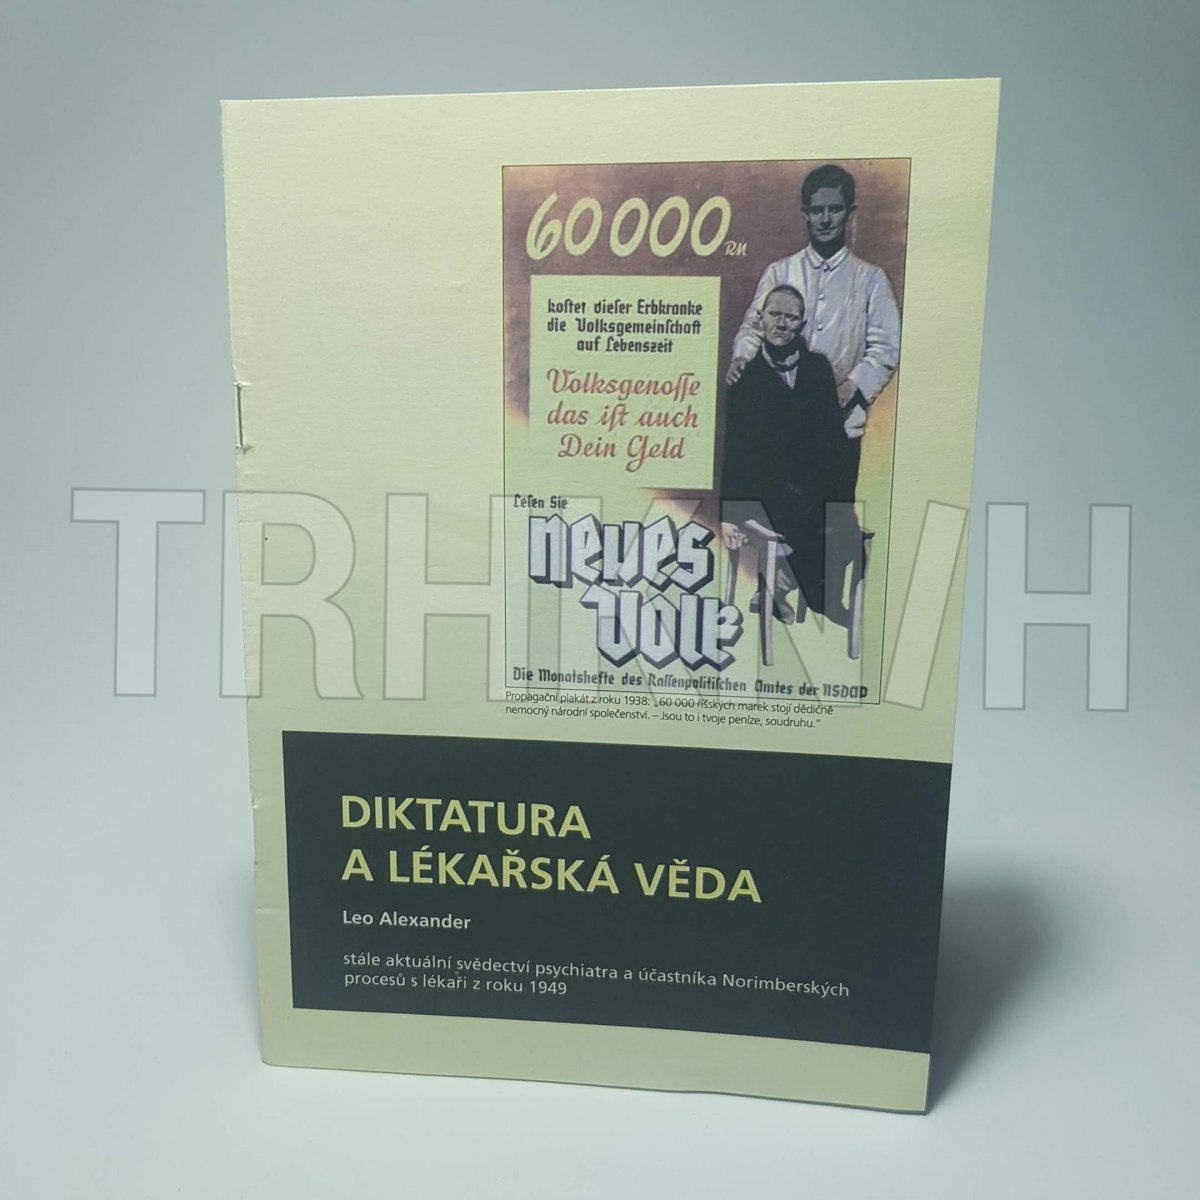 60 000 RM
kostet dieser Erbkranke
die Volksgemeinschaft
auf Lebenszeit
Volksgenosse
das ist auch
Dein Geld
Lesen Sie
neues
Volk
Die Monatshefte des Rassenpolitischen Amtes der NSDAP
Propagační plakát z roku 1938: „60 000 říšských marek stojí dědičně
nemocný národní společenství. – Jsou to i tvoje peníze, soudruhu.“
TRHKNIH
DIKTATURA
A LÉKAŘSKÁ VĚDA
Leo Alexander
stále aktuální svědectví psychiatra a účastníka Norimberských
procesů s lékaři z roku 1949